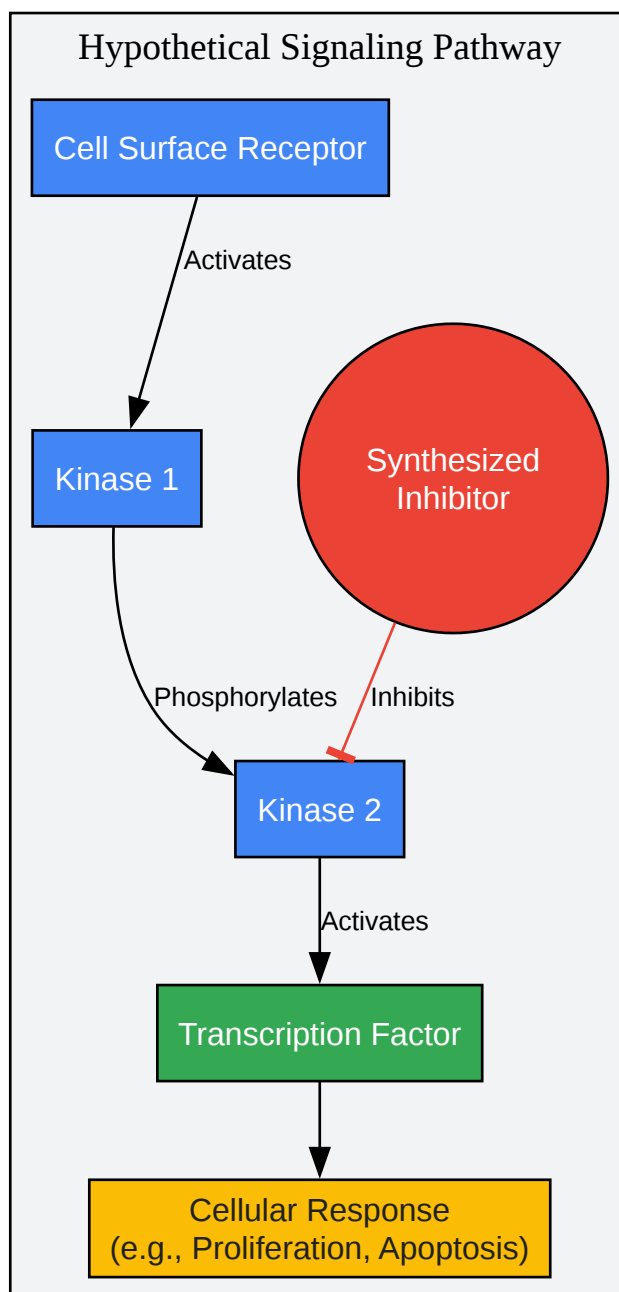 Hypothetical Signaling Pathway
Cell Surface Receptor
Activates
Kinase 1
Synthesized
Inhibitor
Phosphorylates
Inhibits
Kinase 2
Activates
Transcription Factor
Cellular Response
(e.g., Proliferation, Apoptosis)